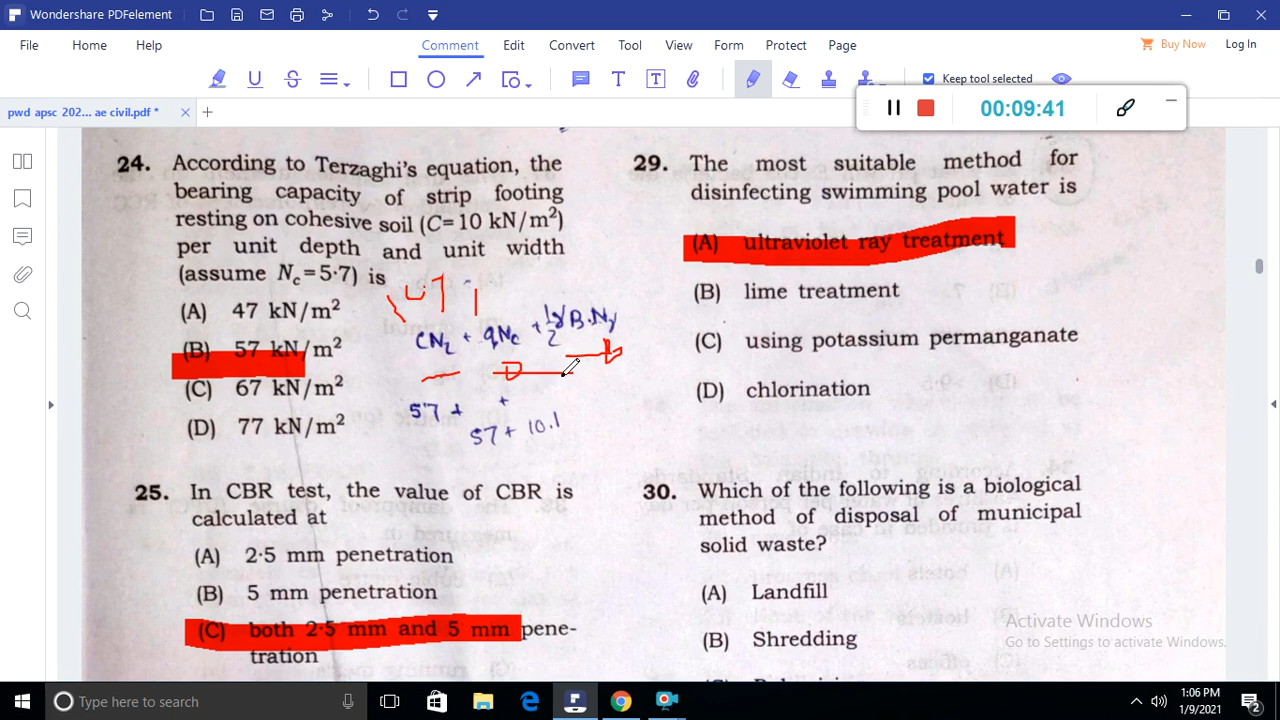 Wondershare PDFelement
File Home Help Comment Edit Convert Tool View Form Protect Page Buy Now Log In
Keep tool selected
pwd apsc 202... ae civil.pdf *
00:09:41
24. According to Terzaghi's equation, the
bearing capacity of strip footing
resting on cohesive soil (C=10 kN/m²)
per unit depth and unit width
(assume Nc=5·7) is
(A) 47 kN/m²
(B) 57 kN/m²
(C) 67 kN/m²
(D) 77 kN/m²
57 +
+
57 + 10.1
25. In CBR test, the value of CBR is
calculated at
(A) 2·5 mm penetration
(B) 5 mm penetration
(C) both 2·5 mm and 5 mm pene-
tration
29. The most suitable method for
disinfecting swimming pool water is
(A) ultraviolet ray treatment
(B) lime treatment
(C) using potassium permanganate
(D) chlorination
30. Which of the following is a biological
method of disposal of municipal
solid waste?
(A) Landfill
(B) Shredding
Activate Windows
Go to Settings to activate Windows.
Type here to search
1:06 PM
1/9/2021
2